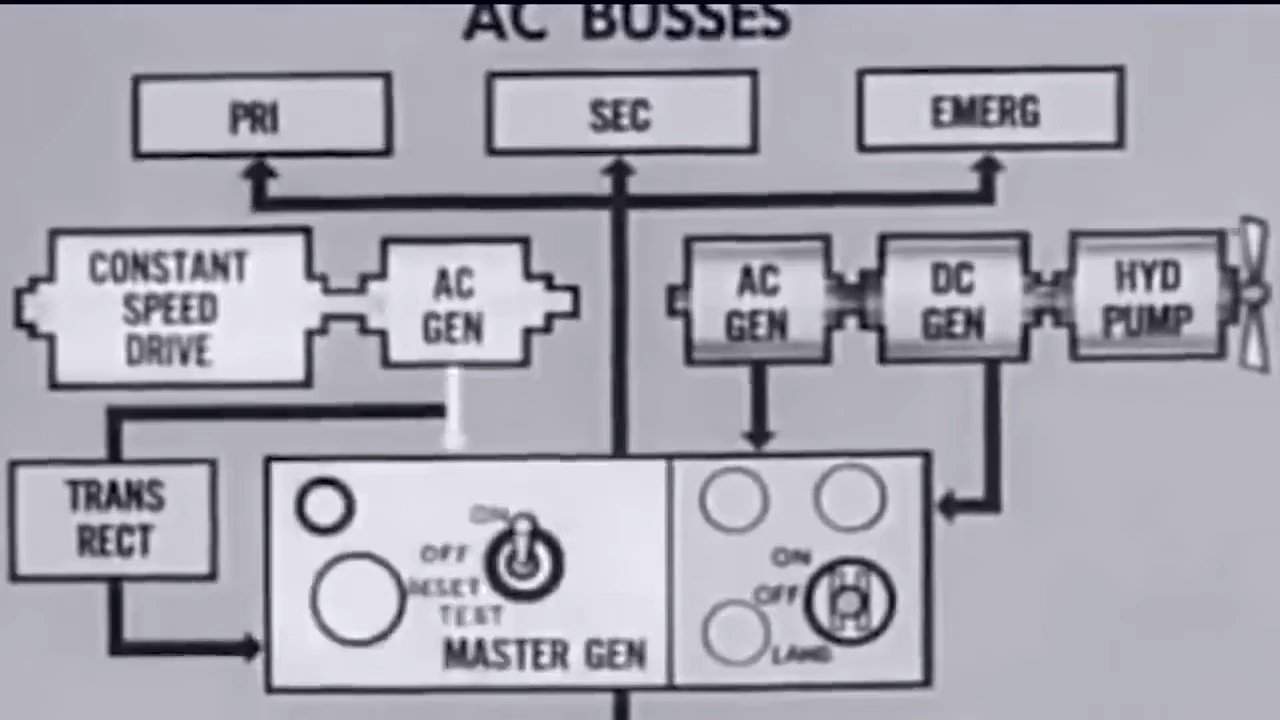 AC BUSSES
PRI
SEC
EMERG
CONSTANT
SPEED
DRIVE
AC
GEN
AC
GEN
DC
GEN
HYD
PUMP
TRANS
RECT
ON
OFF
RESET
TEST
MASTER GEN
ON
OFF
LAND